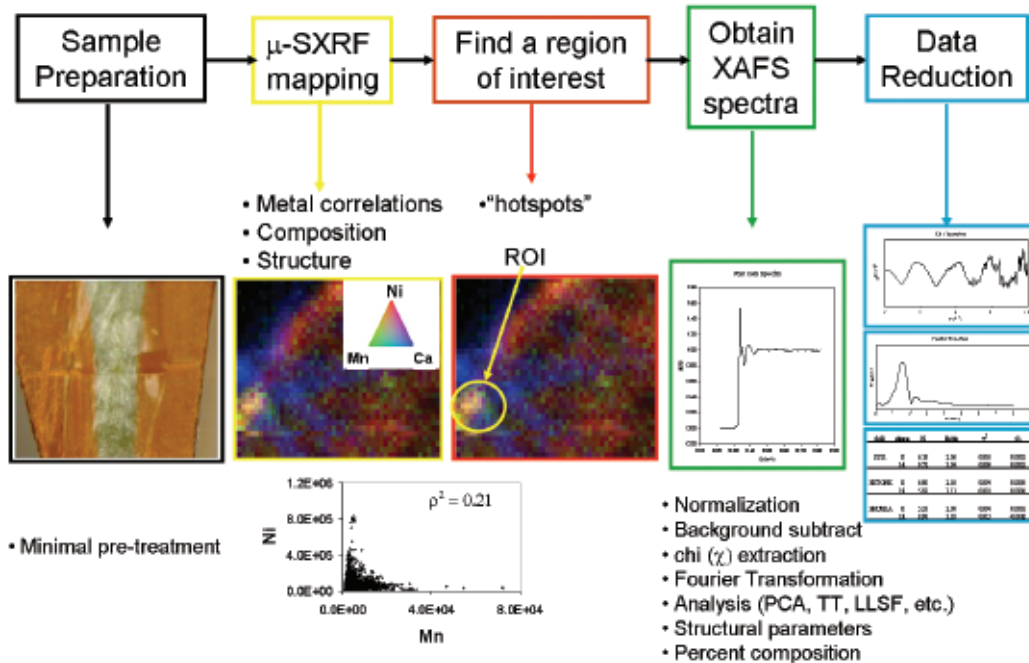 Sample
Preparation
μ-SXRF
mapping
Find a region
of interest
Obtain
XAFS
spectra
Data
Reduction
• Metal correlations
• Composition
• Structure
•“hotspots”
ROI
Ni
Mn Ca
• Minimal pre-treatment
Ni
1.2E+06
8.0E+05
4.0E+05
0.0E+00
ρ² = 0.21
0.0E+00 4.0E+04 8.0E+04
Mn
• Normalization
• Background subtract
• chi (χ) extraction
• Fourier Transformation
• Analysis (PCA, TT, LLSF, etc.)
• Structural parameters
• Percent composition